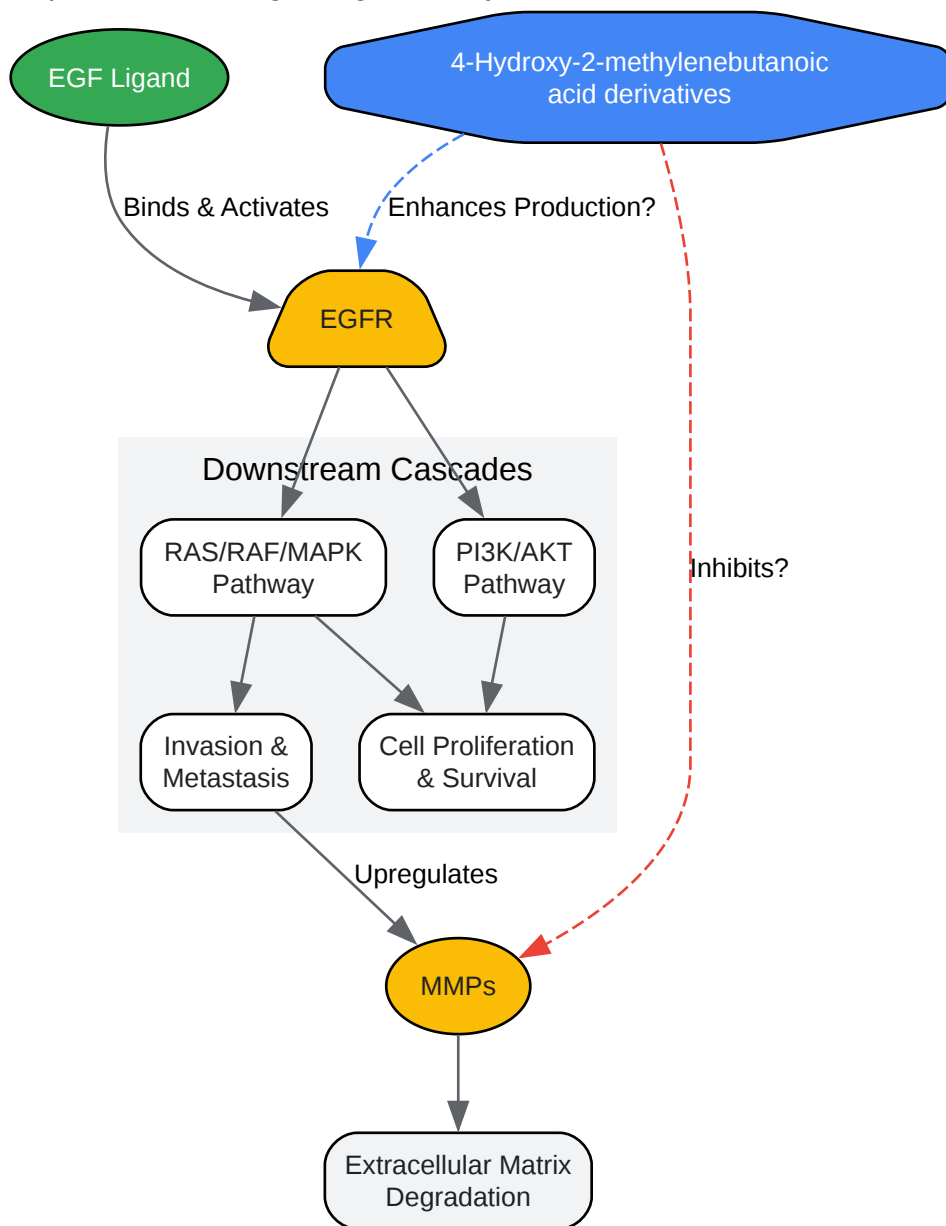 EGF Ligand
4-Hydroxy-2-methylenebutanoic
acid derivatives
Binds & Activates
Enhances Production?
EGFR
Downstream Cascades
RAS/RAF/MAPK
Pathway
PI3K/AKT
Pathway
Inhibits?
Invasion &
Metastasis
Cell Proliferation
& Survival
Upregulates
MMPs
Extracellular Matrix
Degradation